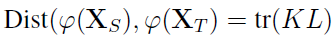 Dist(φ(X_S), φ(X_T) = tr(KL)